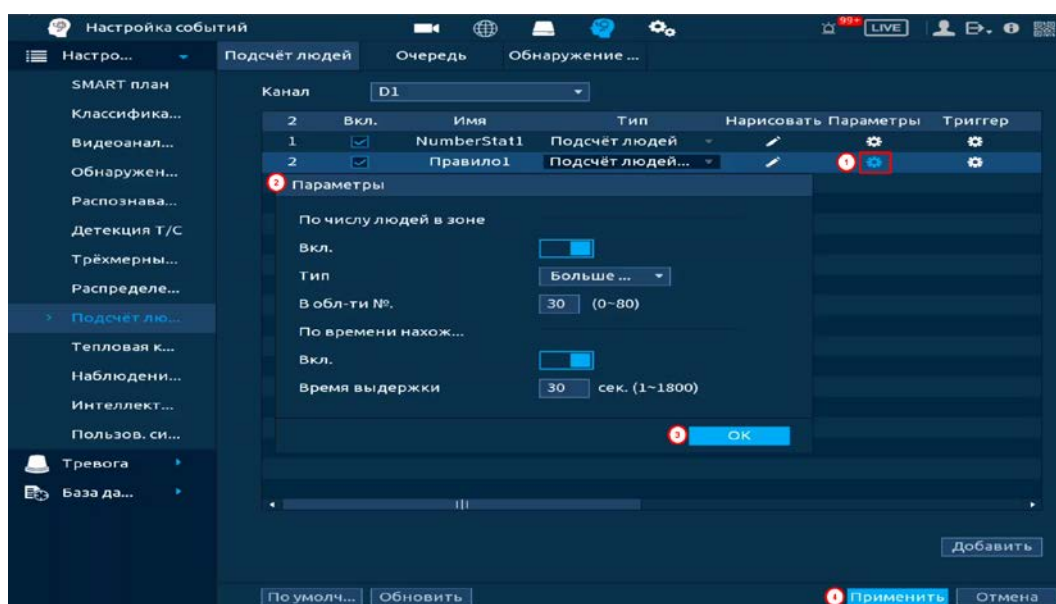 Настройка событий
99+
LIVE
Настро...
Подсчёт людей
Очередь
Обнаружение ...
SMART план
Классифика...
Видеоанал...
Обнаружен...
Распознава...
Детекция Т/С
Трёхмерны...
Распределе...
Подсчёт лю...
Тепловая к...
Наблюдени...
Интеллект...
Пользов. си...
Тревога
База да...
Канал D1
2 Вкл. Имя Тип Нарисовать Параметры Триггер
1 NumberStat1 Подсчёт людей
2 Правило1 Подсчёт людей... 1
2 Параметры
По числу людей в зоне
Вкл.
Тип Больше ...
В обл-ти №. 30 (0~80)
По времени нахож...
Вкл.
Время выдержки 30 сек. (1~1800)
3 OK
Добавить
По умолч... Обновить 4 Применить Отмена